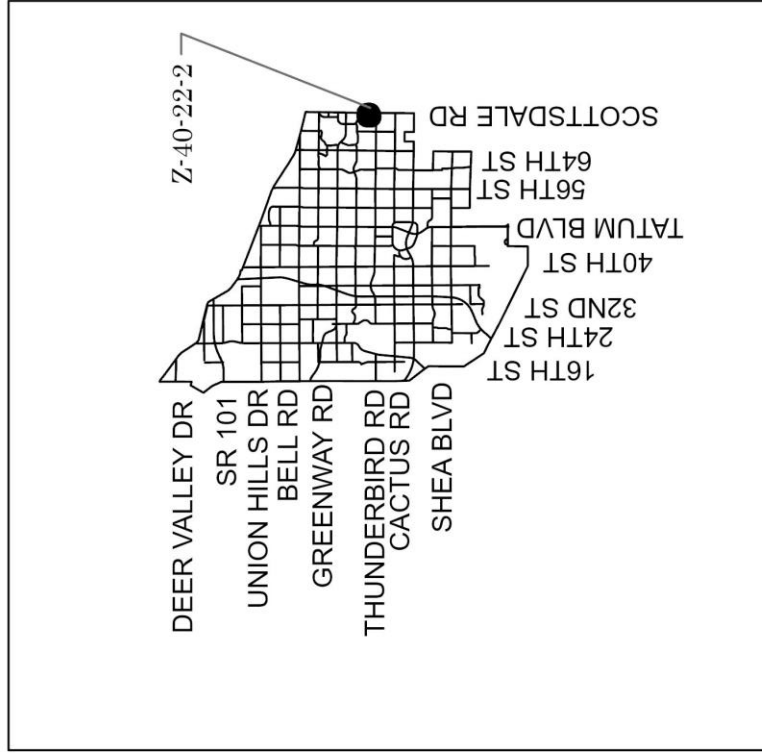 Z-40-22-2
SCOTTSDALE RD
64TH ST
56TH ST
TATUM BLVD
40TH ST
32ND ST
24TH ST
16TH ST
DEER VALLEY DR
SR 101
UNION HILLS DR
BELL RD
GREENWAY RD
THUNDERBIRD RD
CACTUS RD
SHEA BLVD